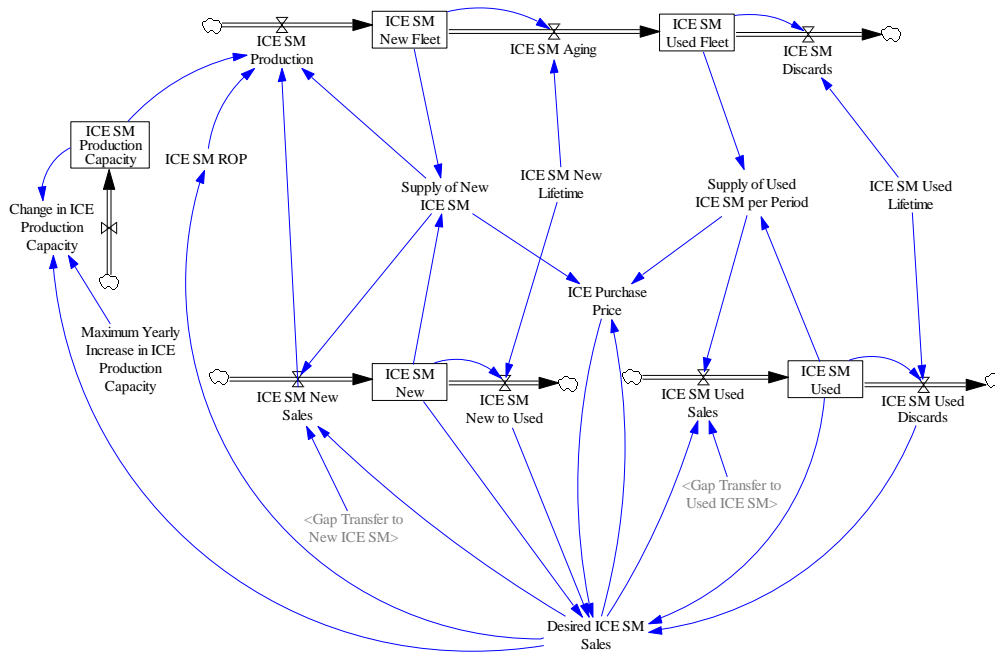 ICE SM
Production
ICE SM
New Fleet
ICE SM Aging
ICE SM
Used Fleet
ICE SM
Discards
ICE SM
Production
Capacity
ICE SM ROP
Change in ICE
Production
Capacity
Supply of New
ICE SM
ICE SM New
Lifetime
Supply of Used
ICE SM per Period
ICE SM Used
Lifetime
ICE Purchase
Price
Maximum Yearly
Increase in ICE
Production
Capacity
ICE SM New
Sales
ICE SM
New
ICE SM
New to Used
ICE SM Used
Sales
ICE SM
Used
ICE SM Used
Discards
<Gap Transfer to
New ICE SM>
<Gap Transfer to
Used ICE SM>
Desired ICE SM
Sales